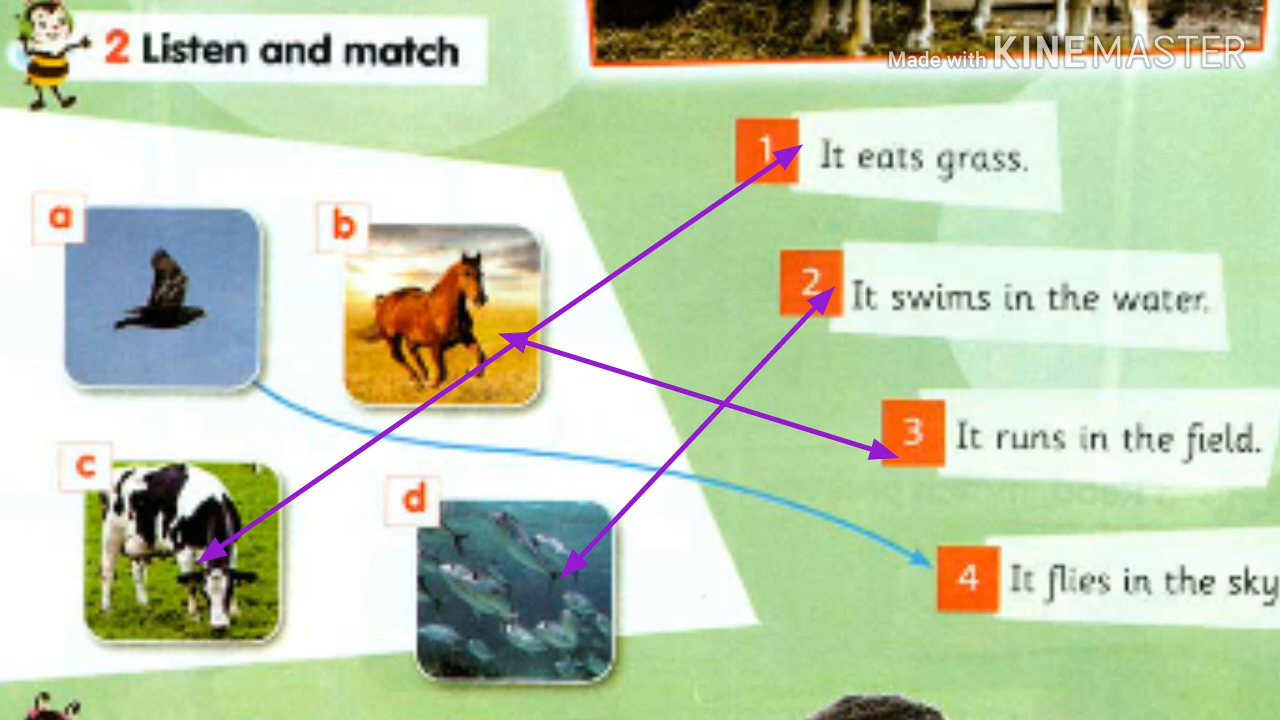 2 Listen and match
Made with KINEMASTER
1 It eats grass.
a
b
2 It swims in the water.
3 It runs in the field.
c
d
4 It flies in the sky